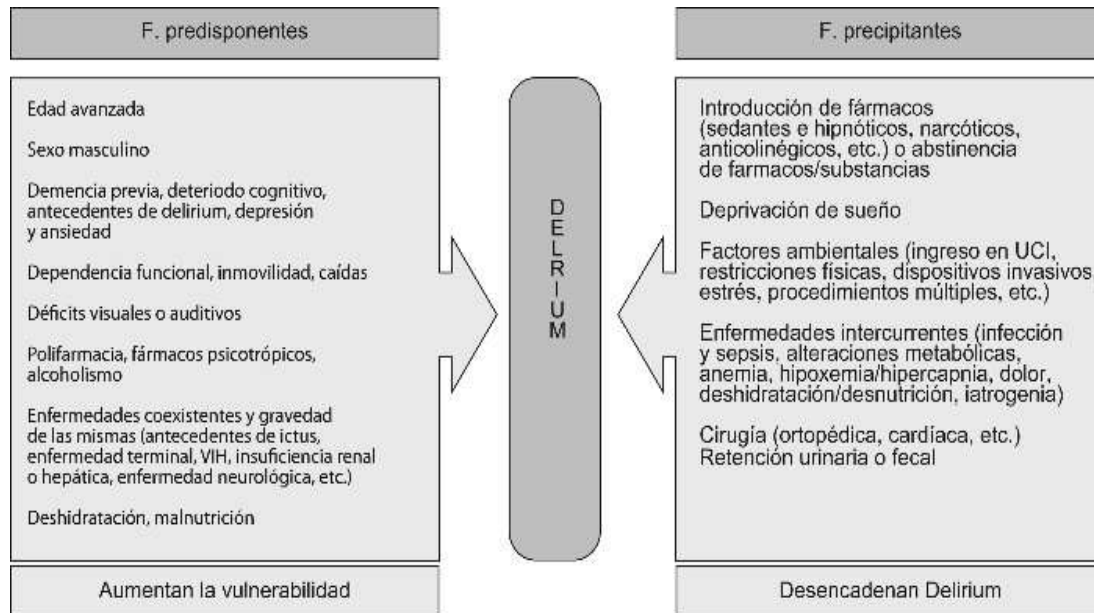 F. predisponentes
Edad avanzada
Sexo masculino
Demencia previa, deteriodo cognitivo,
antecedentes de delirium, depresión
y ansiedad
Dependencia funcional, inmovilidad, caídas
Déficits visuales o auditivos
Polifarmacia, fármacos psicotrópicos,
alcoholismo
Enfermedades coexistentes y gravedad
de las mismas (antecedentes de ictus,
enfermedad terminal, VIH, insuficiencia renal
o hepática, enfermedad neurológica, etc.)
Deshidratación, malnutrición
Aumentan la vulnerabilidad
DELRIUM
F. precipitantes
Introducción de fármacos
(sedantes e hipnóticos, narcóticos,
anticolinégicos, etc.) o abstinencia
de farmacos/substancias
Deprivación de sueño
Factores ambientales (ingreso en UCI,
restricciones físicas, dispositivos invasivos,
estrés, procedimientos múltiples, etc.)
Enfermedades intercurrentes (infección
y sepsis, alteraciones metabólicas,
anemia, hipoxemia/hipercapnia, dolor,
deshidratación/desnutrición, iatrogenia)
Cirugía (ortopédica, cardíaca, etc.)
Retención urinaria o fecal
Desencadenan Delirium